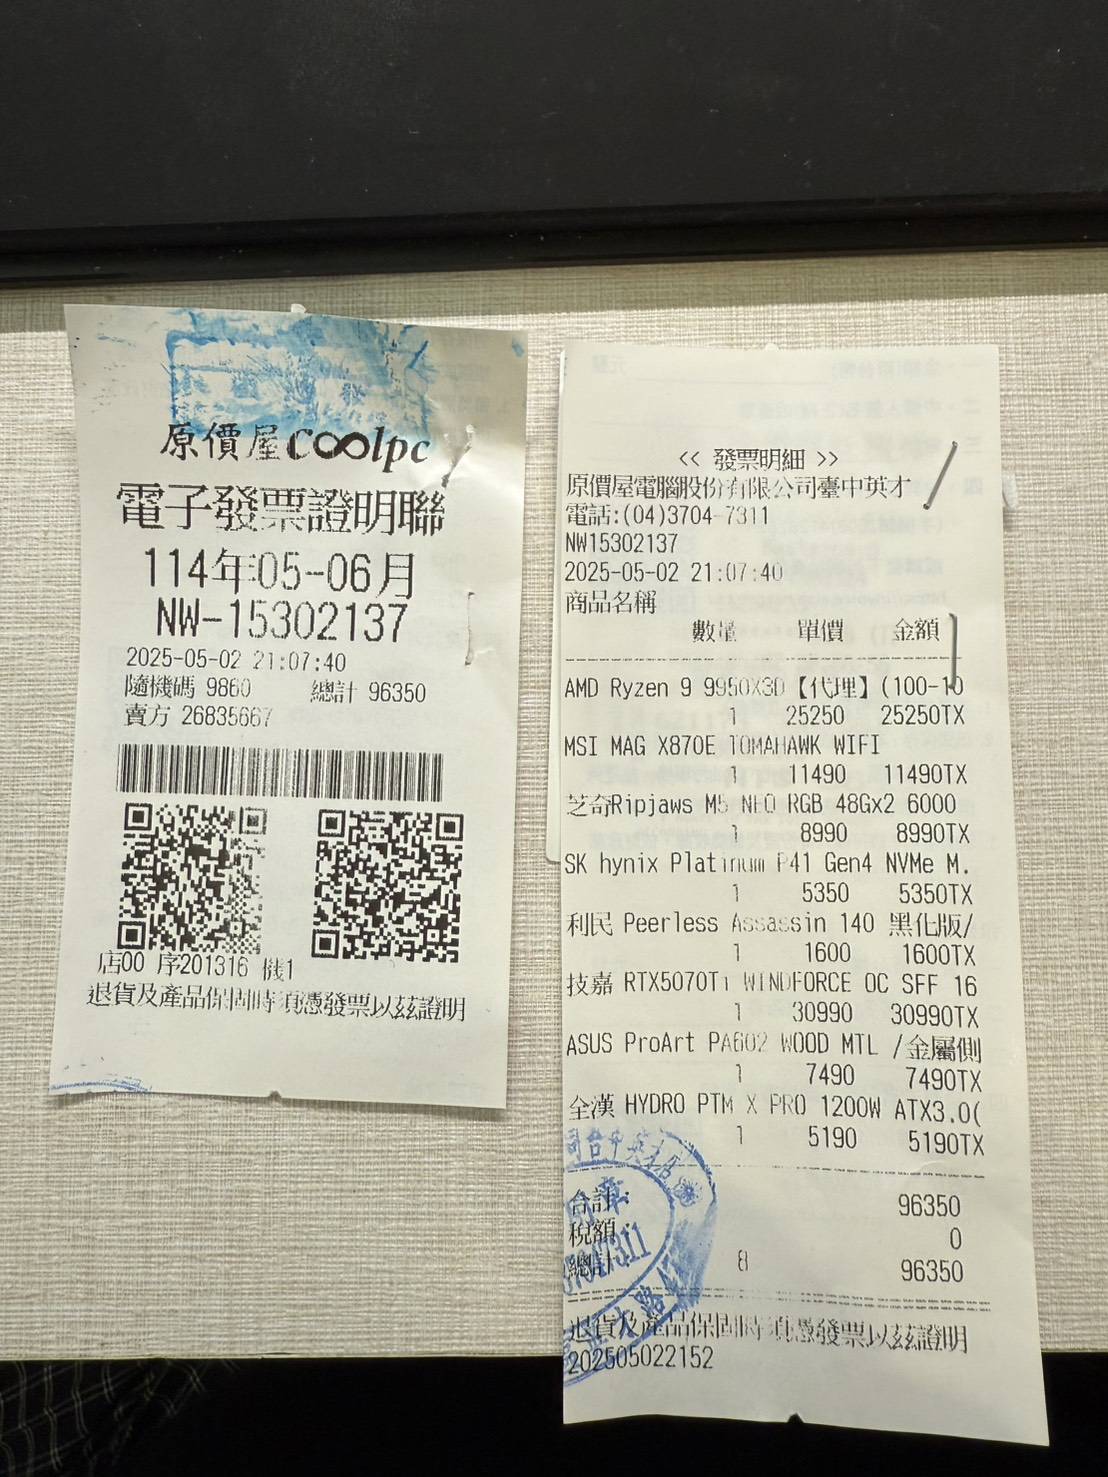 原價屋coolpc
電子發票證明聯
114年05-06月
NW-15302137
2025-05-02 21:07:40
隨機碼 9860 總計 96350
賣方 26835667
店00 序201316 機1
退貨及產品保固時須憑發票以茲證明
<< 發票明細 >>
原價屋電腦股份有限公司臺中英才
電話:(04)3704-7311
NW15302137
2025-05-02 21:07:40
商品名稱
數量 單價 金額
AMD Ryzen 9 9950X3D【代理】(100-10
1 25250 25250TX
MSI MAG X870E TOMAHAWK WIFI
1 11490 11490TX
芝奇Ripjaws M5 NEO RGB 48Gx2 6000
1 8990 8990TX
SK hynix Platinum P41 Gen4 NVMe M.
1 5350 5350TX
利民 Peerless Assassin 140 黑化版/
1 1600 1600TX
技嘉 RTX5070Ti WINDFORCE OC SFF 16
1 30990 30990TX
ASUS ProArt PA602 WOOD MTL /金屬側
1 7490 7490TX
全漢 HYDRO PTM X PRO 1200W ATX3.0(
1 5190 5190TX
合計: 96350
稅額: 0
總計: 8 96350
退貨及產品保固時須憑發票以茲證明
202505022152